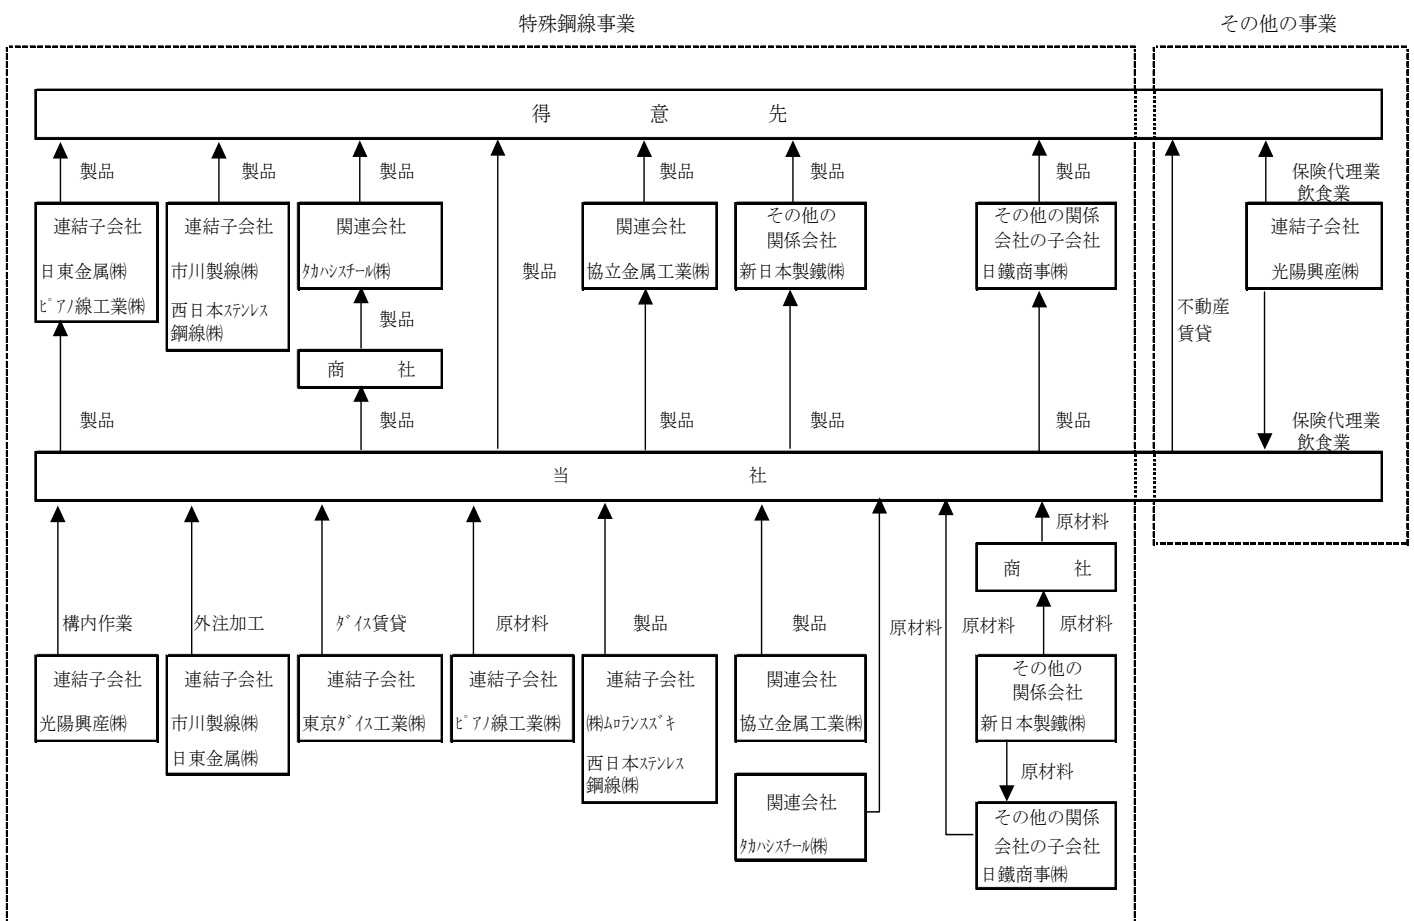 特殊鋼線事業
その他の事業
得意先
製品
製品
製品
製品
製品
製品
保険代理業
飲食業
連結子会社
日東金属㈱
ﾋﾟｱﾉ線工業㈱
連結子会社
市川製線㈱
西日本ｽﾃﾝﾚｽ
鋼線㈱
関連会社
ﾀｶﾊｼｽﾁｰﾙ㈱
製品
関連会社
協立金属工業㈱
その他の
関係会社
新日本製鐵㈱
その他の関係
会社の子会社
日鐵商事㈱
連結子会社
光陽興産㈱
製品
商社
不動産
賃貸
製品
製品
製品
製品
製品
保険代理業
飲食業
当社
原材料
商社
構内作業
外注加工
ﾀﾞｲｽ賃貸
原材料
製品
製品
原材料
原材料
原材料
連結子会社
光陽興産㈱
連結子会社
市川製線㈱
日東金属㈱
連結子会社
東京ﾀﾞｲｽ工業㈱
連結子会社
ﾋﾟｱﾉ線工業㈱
連結子会社
㈱ﾑﾛﾗﾝｽｽﾞｷ
西日本ｽﾃﾝﾚｽ
鋼線㈱
関連会社
協立金属工業㈱
その他の
関係会社
新日本製鐵㈱
原材料
関連会社
ﾀｶﾊｼｽﾁｰﾙ㈱
その他の関係
会社の子会社
日鐵商事㈱